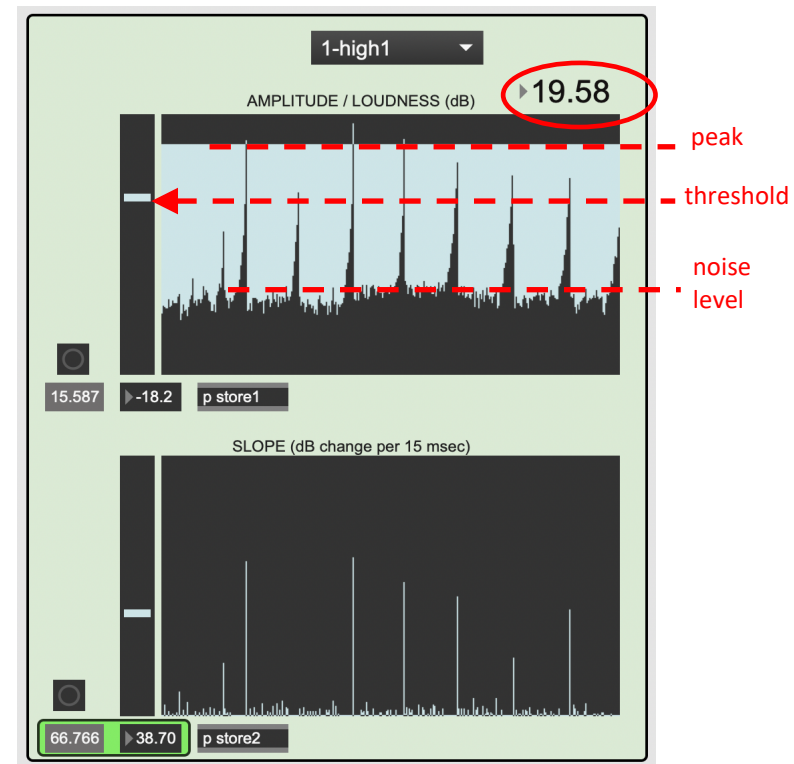 1-high1
19.58
AMPLITUDE / LOUDNESS (dB)
peak
threshold
noise
level
15.587
-18.2
p store1
SLOPE (dB change per 15 msec)
66.766
38.70
p store2